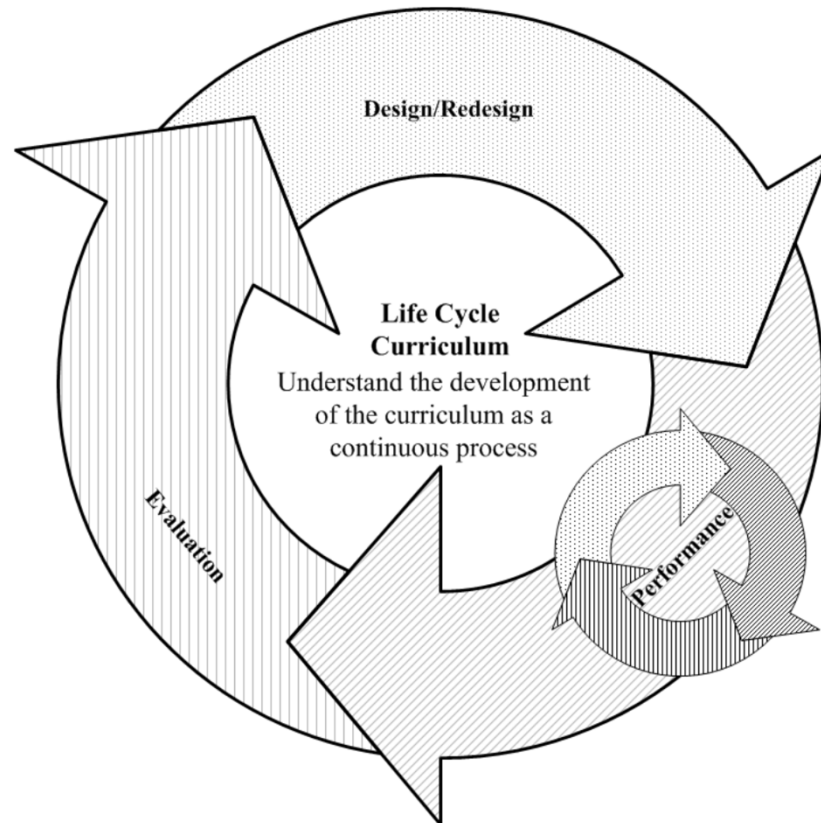 Design/Redesign
Life Cycle
Curriculum
Understand the development
of the curriculum as a
continuous process
Evaluation
Performance